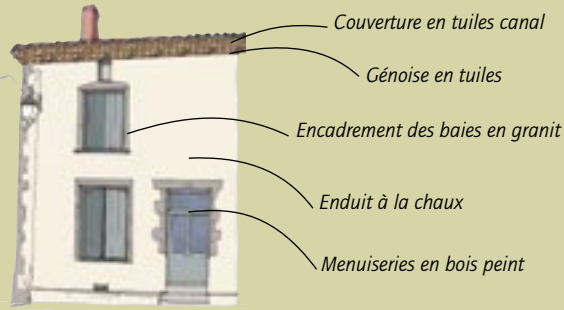 Couverture en tuiles canal
Génoise en tuiles
Encadrement des baies en granit
Enduit à la chaux
Menuiseries en bois peint